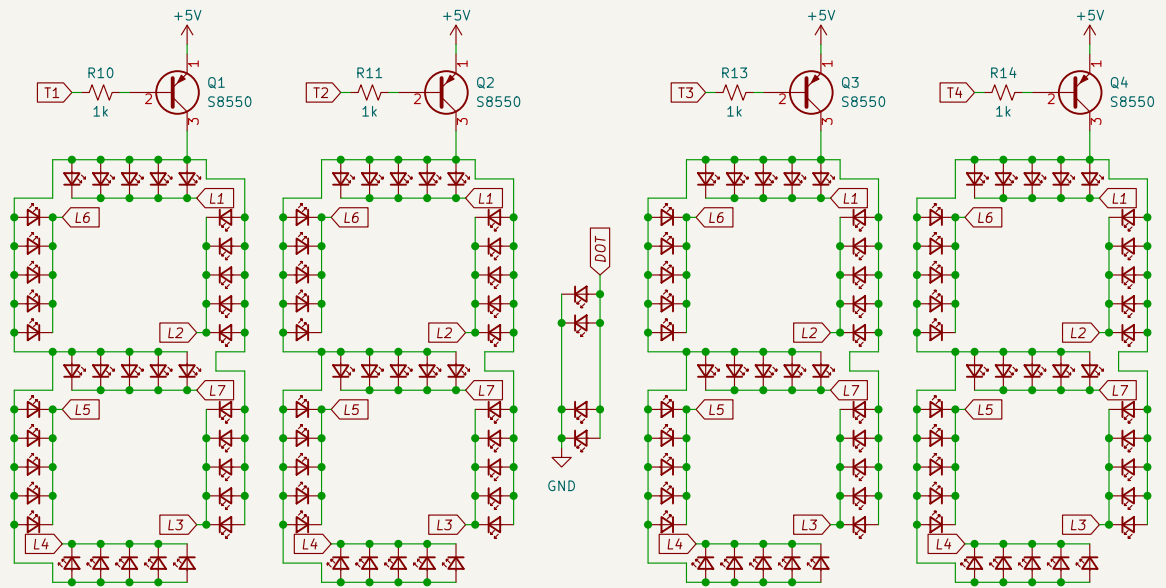 +5V +5V +5V +5V
R10 1 Q1 R11 1 Q2 R13 1 Q3 R14 1 Q4
T1 2 S8550 T2 2 S8550 T3 2 S8550 T4 2 S8550
1k 3 1k 3 1k 3 1k 3
L1 L1 L1 L1
L6 L6 L6 L6
DOT
L2 L2 L2 L2
L7 L7 L7 L7
L5 L5 L5 L5
GND
L3 L3 L3 L3
L4 L4 L4 L4